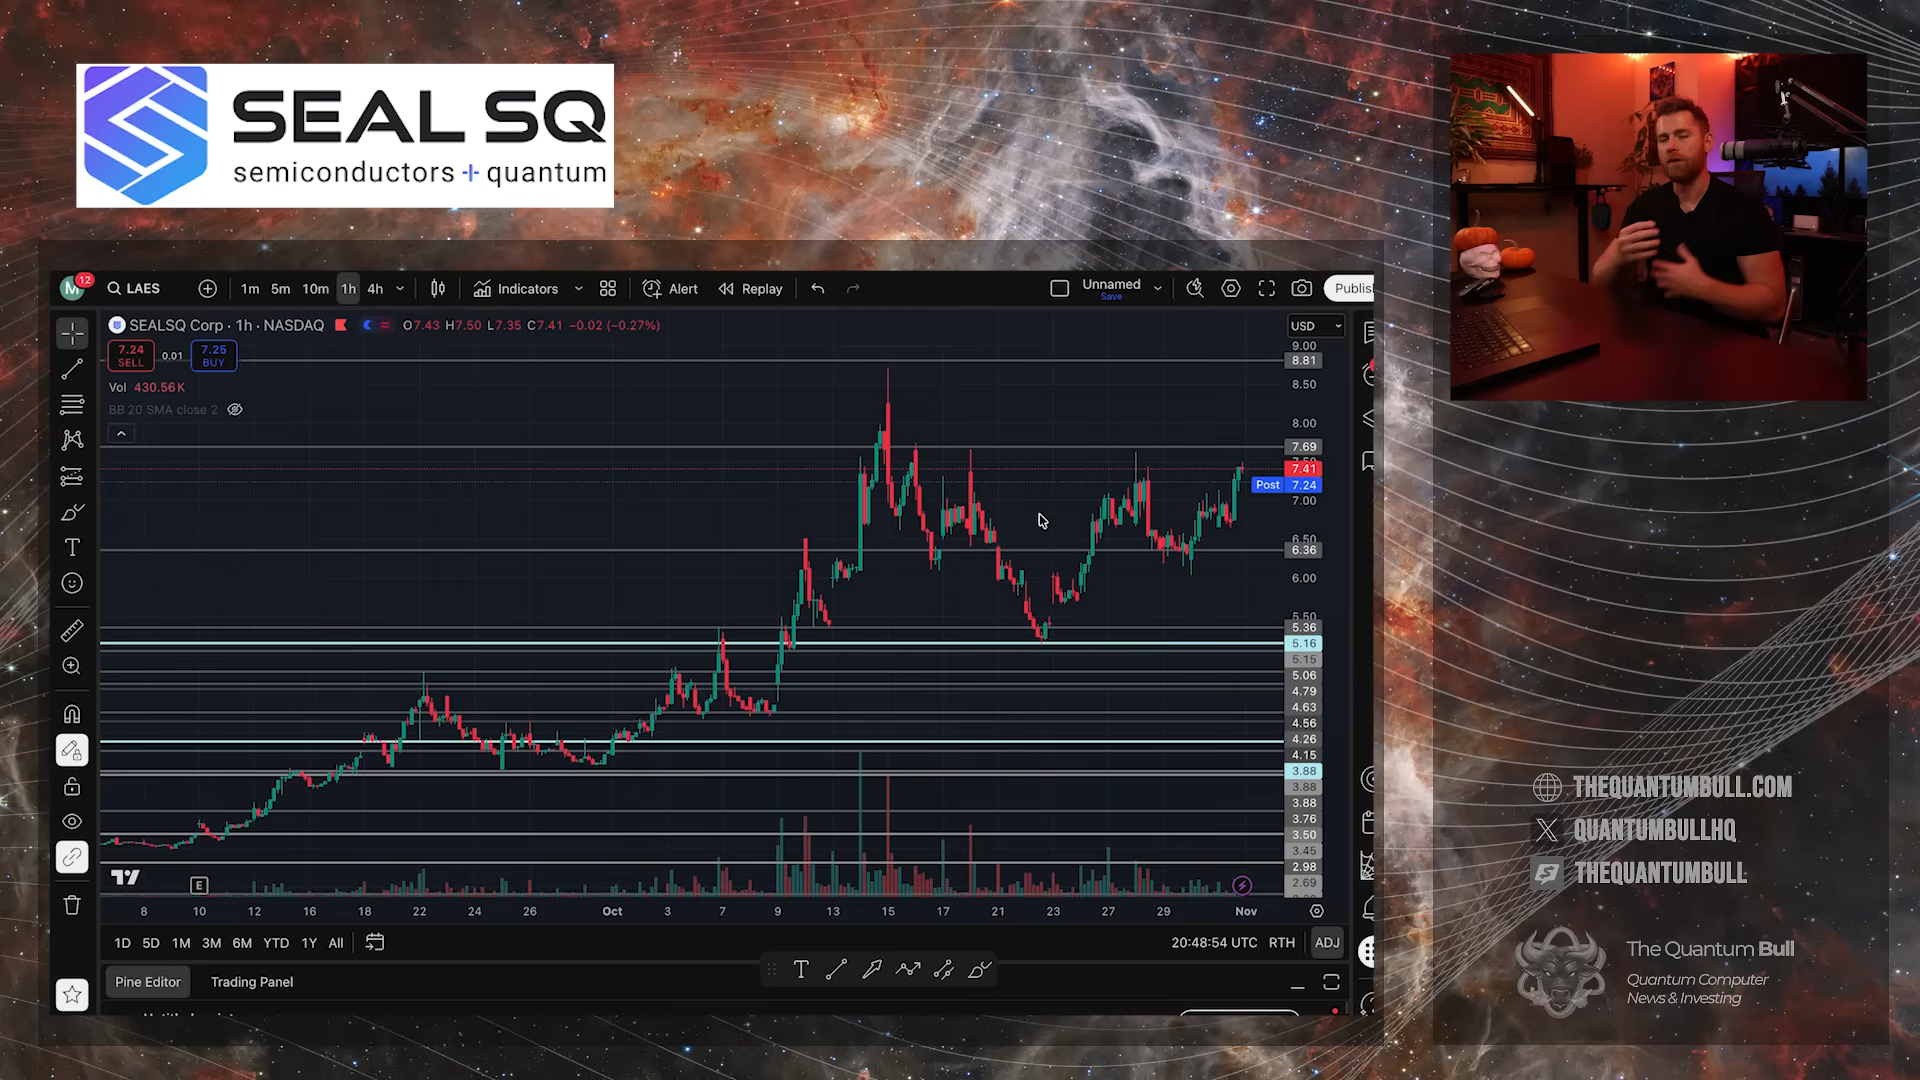 SEAL SQ
semiconductors + quantum
M 12 LAES 1m 5m 10m 1h 4h Indicators Alert Replay Unnamed Publis
Save
SEALSQ Corp · 1h · NASDAQ O7.43 H7.50 L7.35 C7.41 −0.02 (−0.27%) USD
7.24 0.01 7.25
SELL BUY
Vol 430.56K
BB 20 SMA close 2
9.00
8.81
8.50
8.00
7.69
7.41
Post 7.24
7.00
6.50
6.36
6.00
5.50
5.36
5.16
5.15
5.06
4.79
4.63
4.56
4.26
4.15
3.88
3.88
3.88
3.76
3.50
3.45
2.98
2.69
E
8 10 12 16 18 22 24 26 Oct 3 7 9 13 15 17 21 23 27 29 Nov
1D 5D 1M 3M 6M YTD 1Y All 20:48:54 UTC RTH ADJ
Pine Editor Trading Panel
THEQUANTUMBULL.COM
QUANTUMBULLHQ
THEQUANTUMBULL
The Quantum Bull
Quantum Computer
News & Investing